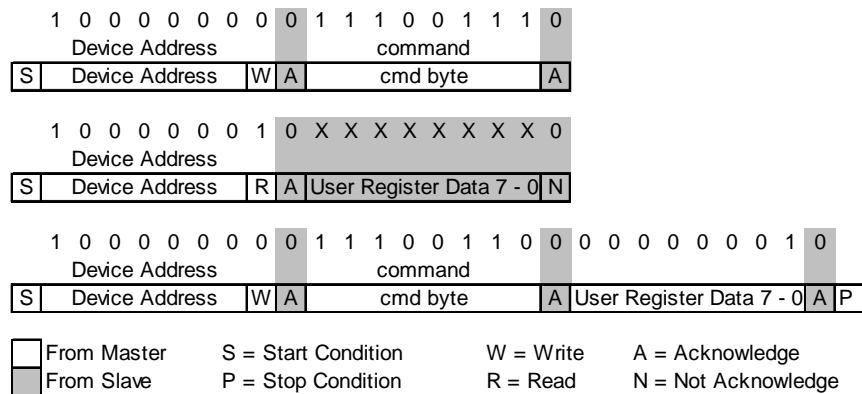 1 0 0 0 0 0 0 0 0 1 1 1 0 0 1 1 1 0
Device Address command
S Device Address W A cmd byte A
1 0 0 0 0 0 0 1 0 X X X X X X X X 0
Device Address
S Device Address R A User Register Data 7 - 0 N
1 0 0 0 0 0 0 0 0 1 1 1 0 0 1 1 0 0 0 0 0 0 0 0 0 1 0
Device Address command
S Device Address W A cmd byte A User Register Data 7 - 0 A P
From Master S = Start Condition W = Write A = Acknowledge
From Slave P = Stop Condition R = Read N = Not Acknowledge